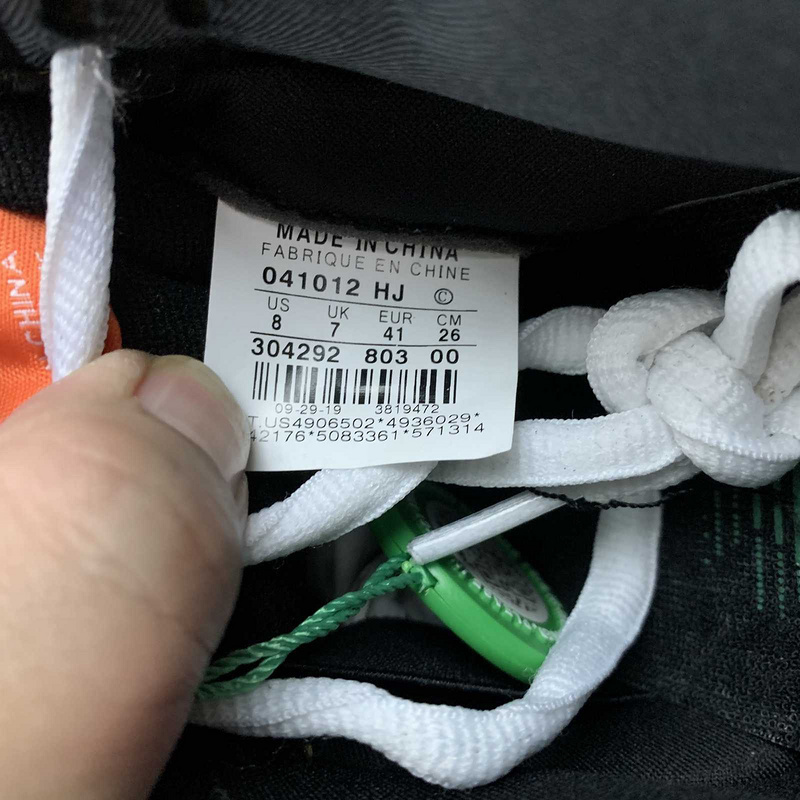 MADE IN CHINA
FABRIQUE EN CHINE
041012 HJ ©
US UK EUR CM
8 7 41 26
304292 803 00
09-29-19 3819472
T.US4906502*4936029*
42176*5083361*571314
CHINA